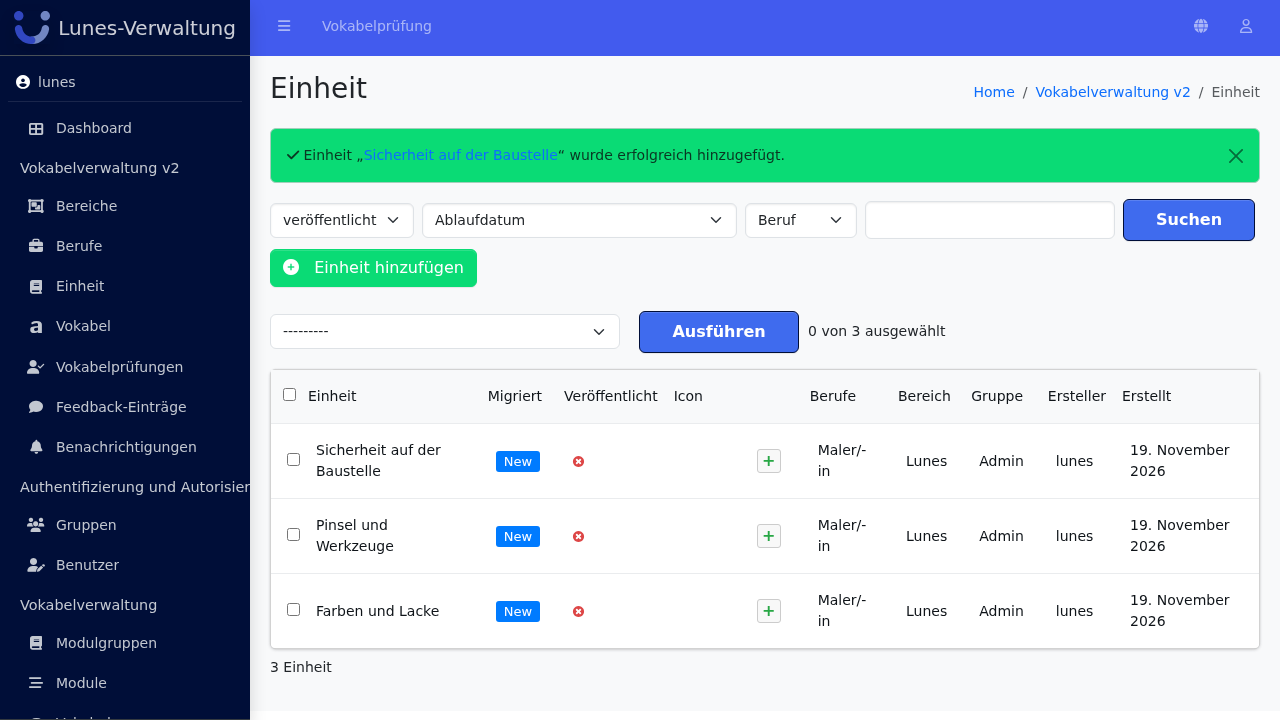 Lunes-Verwaltung
Vokabelprüfung
lunes
Dashboard
Vokabelverwaltung v2
Bereiche
Berufe
Einheit
Vokabel
Vokabelprüfungen
Feedback-Einträge
Benachrichtigungen
Authentifizierung und Autorisier
Gruppen
Benutzer
Vokabelverwaltung
Modulgruppen
Module
Einheit
Home / Vokabelverwaltung v2 / Einheit
Einheit „Sicherheit auf der Baustelle“ wurde erfolgreich hinzugefügt.
veröffentlicht Ablaufdatum Beruf Suchen
Einheit hinzufügen
--------- Ausführen 0 von 3 ausgewählt
Einheit Migriert Veröffentlicht Icon Berufe Bereich Gruppe Ersteller Erstellt
Sicherheit auf der Baustelle New Maler/-in Lunes Admin lunes 19. November 2026
Pinsel und Werkzeuge New Maler/-in Lunes Admin lunes 19. November 2026
Farben und Lacke New Maler/-in Lunes Admin lunes 19. November 2026
3 Einheit